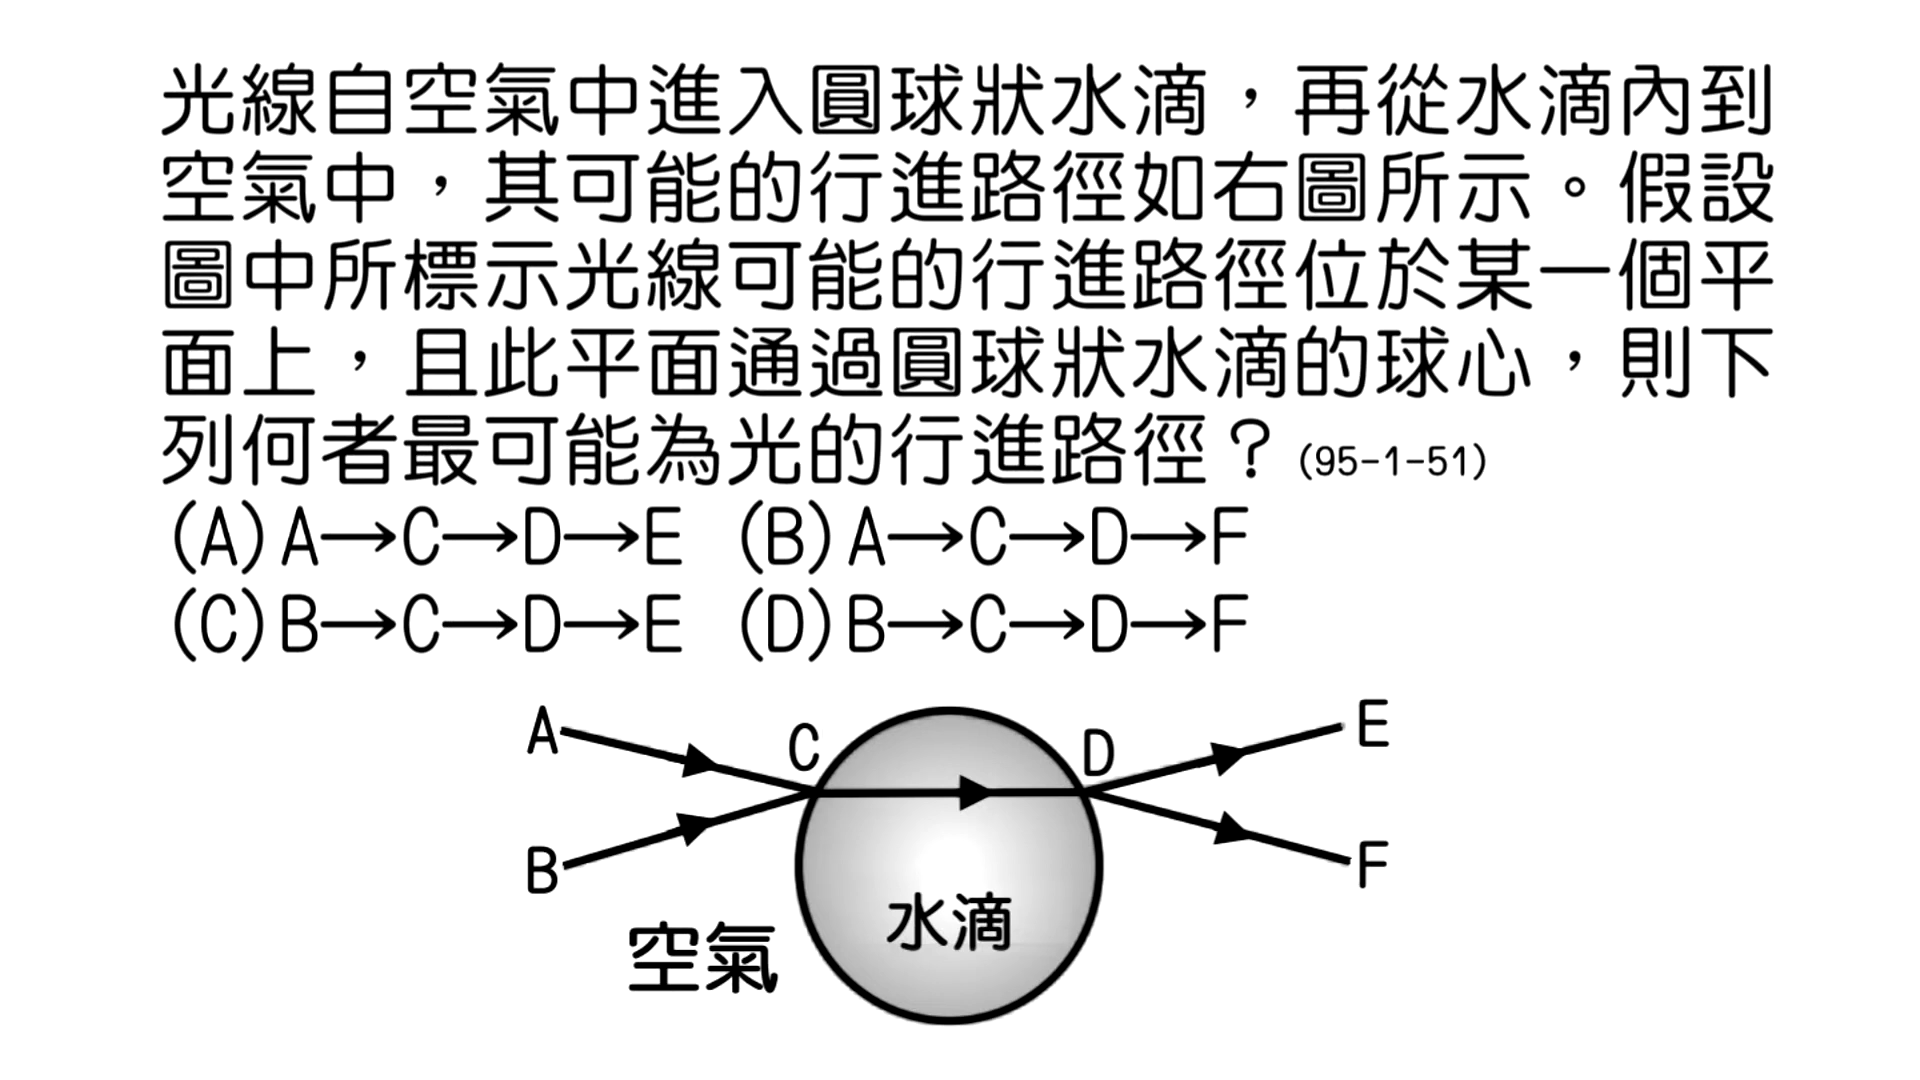 光線自空氣中進入圓球狀水滴，再從水滴內到
空氣中，其可能的行進路徑如右圖所示。假設
圖中所標示光線可能的行進路徑位於某一個平
面上，且此平面通過圓球狀水滴的球心，則下
列何者最可能為光的行進路徑？(95-1-51)
(A)A→C→D→E (B)A→C→D→F
(C)B→C→D→E (D)B→C→D→F
A
C
D
E
B
F
水滴
空氣